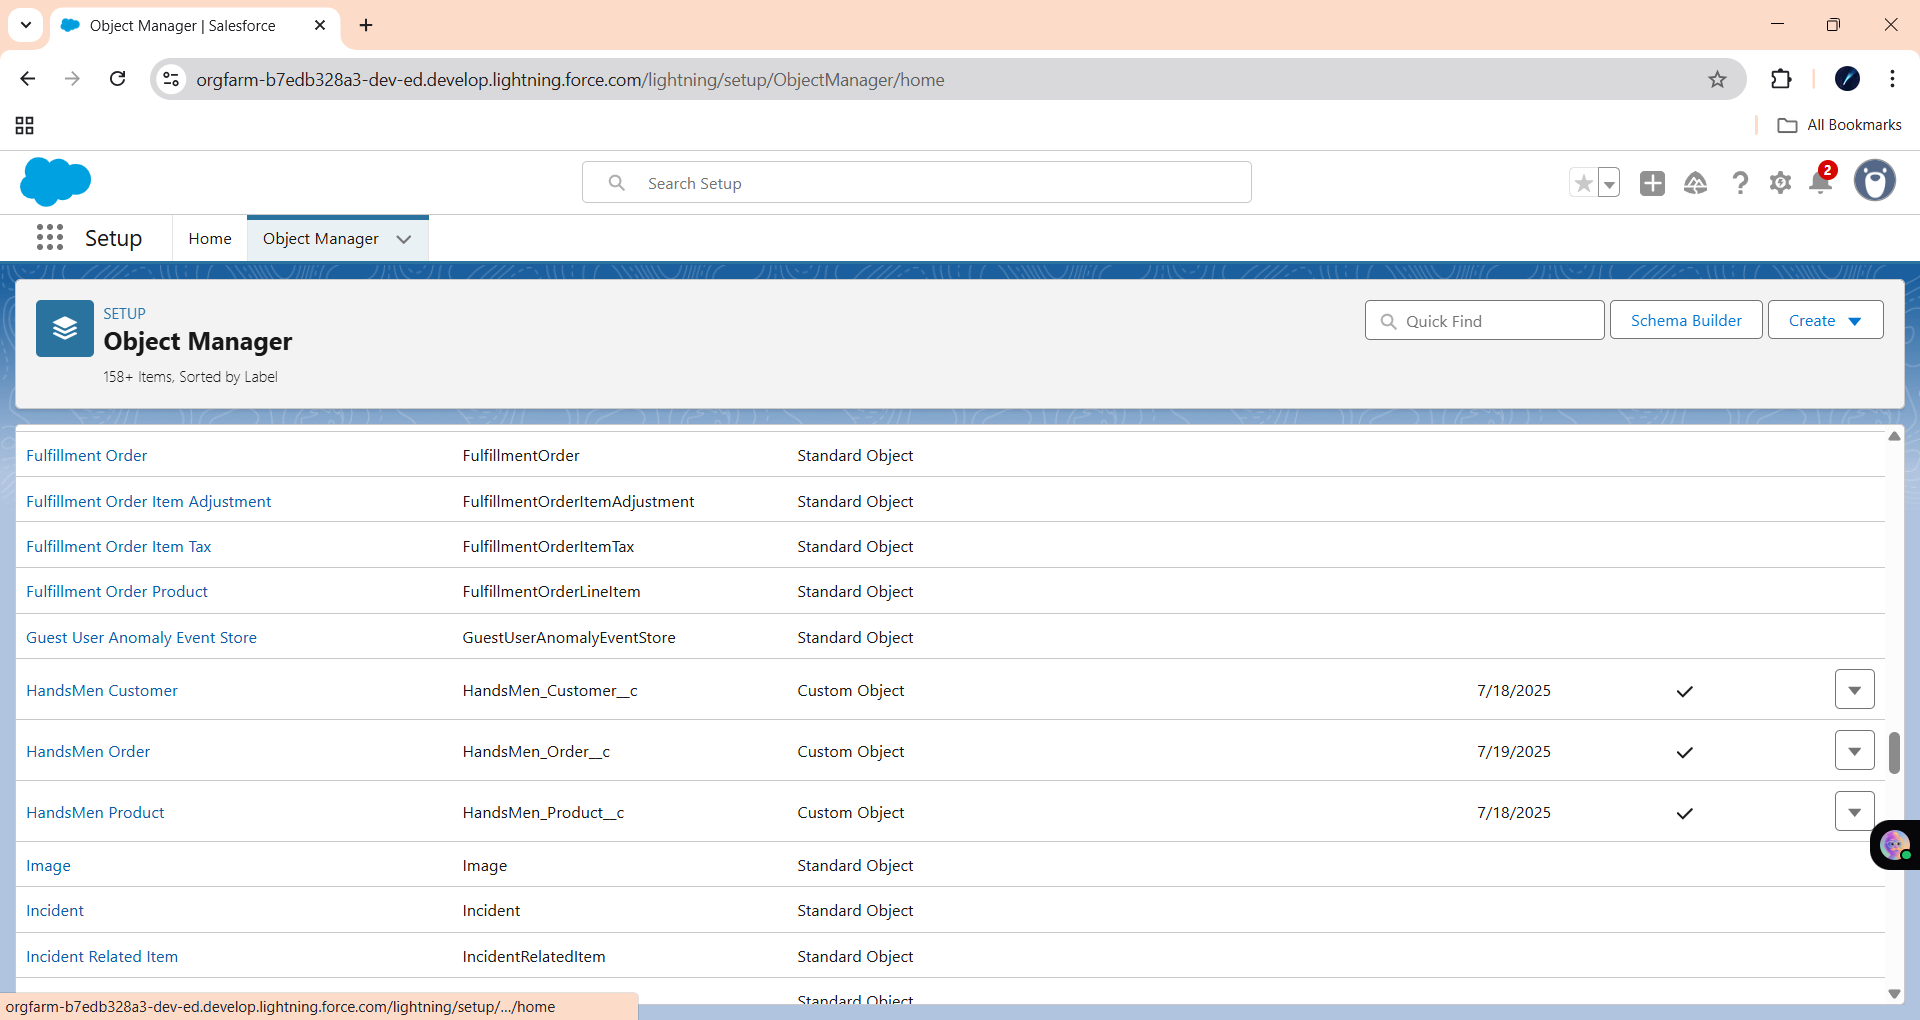 Object Manager | Salesforce
orgfarm-b7edb328a3-dev-ed.develop.lightning.force.com/lightning/setup/ObjectManager/home
All Bookmarks
Search Setup
2
Setup
Home
Object Manager
SETUP
Object Manager
158+ Items, Sorted by Label
Quick Find
Schema Builder
Create
Fulfillment Order FulfillmentOrder Standard Object
Fulfillment Order Item Adjustment FulfillmentOrderItemAdjustment Standard Object
Fulfillment Order Item Tax FulfillmentOrderItemTax Standard Object
Fulfillment Order Product FulfillmentOrderLineItem Standard Object
Guest User Anomaly Event Store GuestUserAnomalyEventStore Standard Object
HandsMen Customer HandsMen_Customer__c Custom Object 7/18/2025
HandsMen Order HandsMen_Order__c Custom Object 7/19/2025
HandsMen Product HandsMen_Product__c Custom Object 7/18/2025
Image Image Standard Object
Incident Incident Standard Object
Incident Related Item IncidentRelatedItem Standard Object
Standard Object
orgfarm-b7edb328a3-dev-ed.develop.lightning.force.com/lightning/setup/.../home